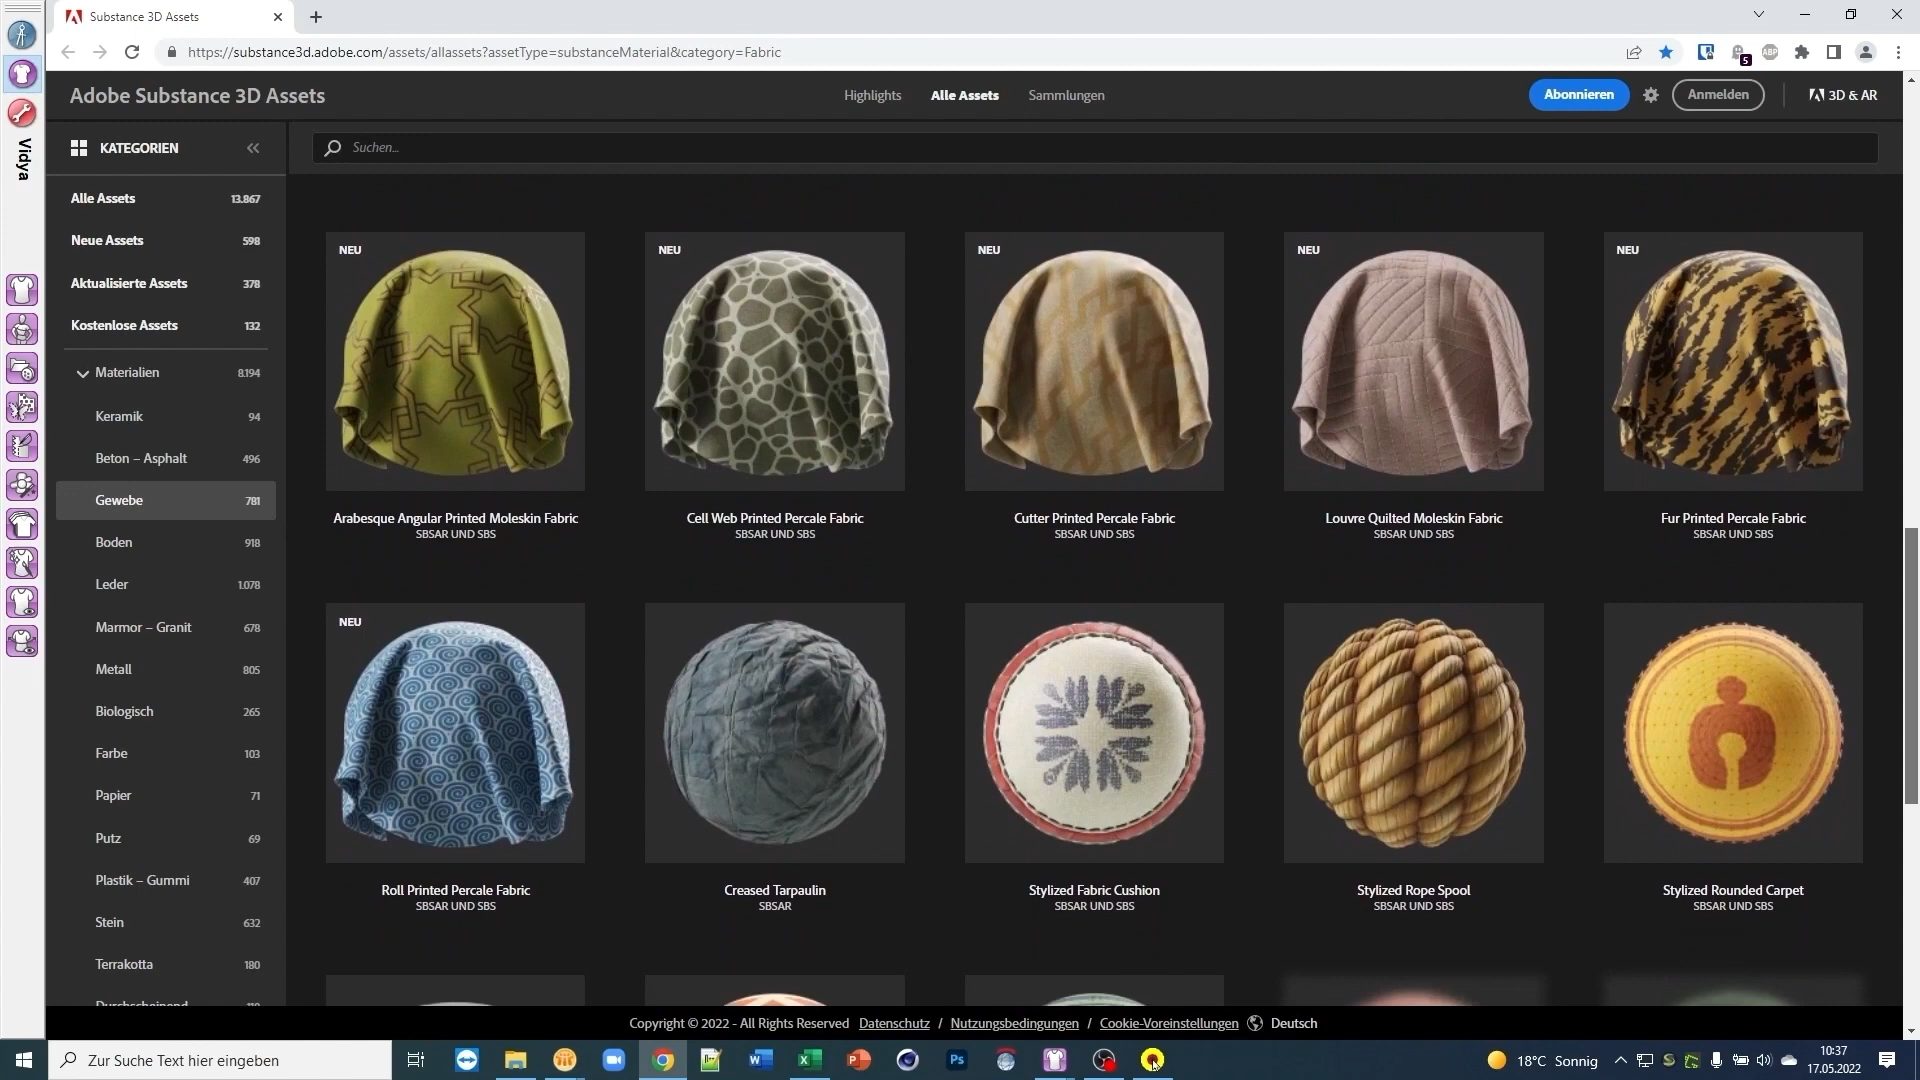 Substance 3D Assets
https://substance3d.adobe.com/assets/allassets?assetType=substanceMaterial&category=Fabric
5
ABP
Adobe Substance 3D Assets
Highlights
Alle Assets
Sammlungen
Abonnieren
Anmelden
3D & AR
Vidya
KATEGORIEN
Suchen...
Alle Assets 13.867
Neue Assets 598
Aktualisierte Assets 378
Kostenlose Assets 132
Materialien 8.194
Keramik 94
Beton – Asphalt 496
Gewebe 781
Boden 918
Leder 1.078
Marmor – Granit 678
Metall 805
Biologisch 265
Farbe 103
Papier 71
Putz 69
Plastik – Gummi 407
Stein 632
Terrakotta 180
NEU
NEU
NEU
NEU
NEU
Arabesque Angular Printed Moleskin Fabric
SBSAR UND SBS
Cell Web Printed Percale Fabric
SBSAR UND SBS
Cutter Printed Percale Fabric
SBSAR UND SBS
Louvre Quilted Moleskin Fabric
SBSAR UND SBS
Fur Printed Percale Fabric
SBSAR UND SBS
NEU
Roll Printed Percale Fabric
SBSAR UND SBS
Creased Tarpaulin
SBSAR
Stylized Fabric Cushion
SBSAR UND SBS
Stylized Rope Spool
SBSAR UND SBS
Stylized Rounded Carpet
SBSAR UND SBS
Copyright © 2022 - All Rights Reserved Datenschutz / Nutzungsbedingungen / Cookie-Voreinstellungen Deutsch
Zur Suche Text hier eingeben
Ps
18°C Sonnig
10:37
17.05.2022